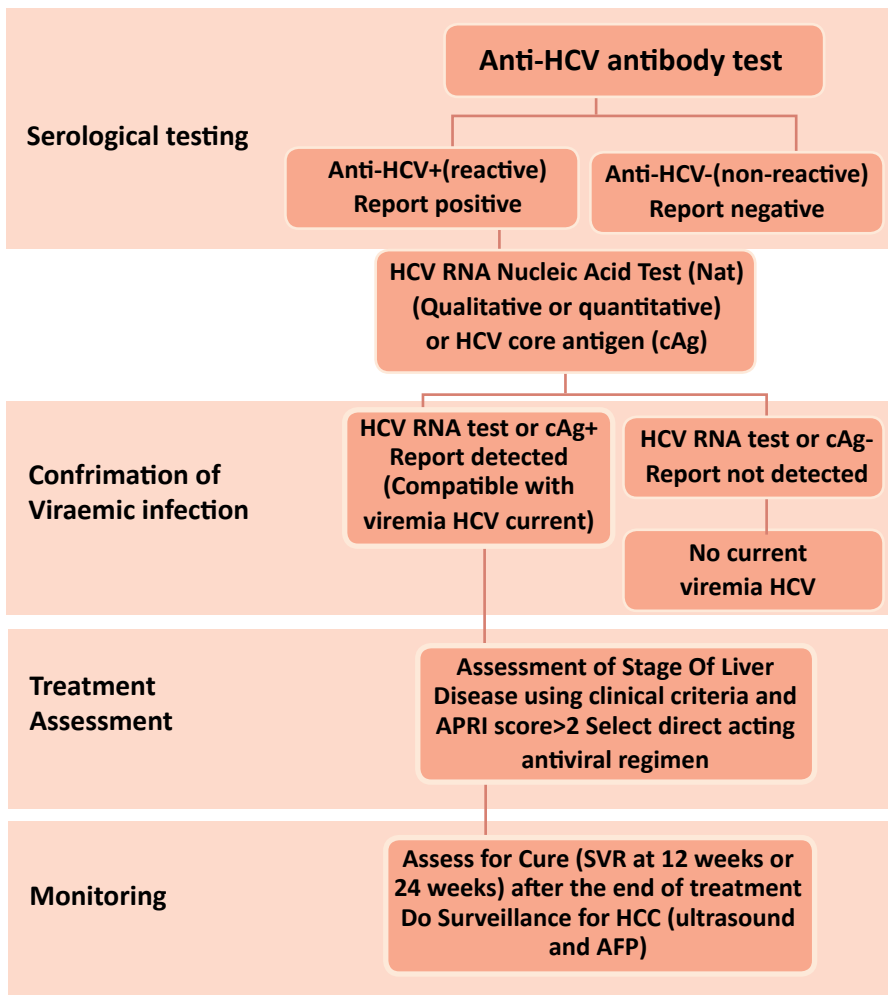 Anti-HCV antibody test
Serological testing
Anti-HCV+(reactive)
Report positive
Anti-HCV-(non-reactive)
Report negative
HCV RNA Nucleic Acid Test (Nat)
(Qualitative or quantitative)
or HCV core antigen (cAg)
Confrimation of
Viraemic infection
HCV RNA test or cAg+
Report detected
(Compatible with
viremia HCV current)
HCV RNA test or cAg-
Report not detected
No current
viremia HCV
Treatment
Assessment
Assessment of Stage Of Liver
Disease using clinical criteria and
APRI score>2 Select direct acting
antiviral regimen
Monitoring
Assess for Cure (SVR at 12 weeks or
24 weeks) after the end of treatment
Do Surveillance for HCC (ultrasound
and AFP)